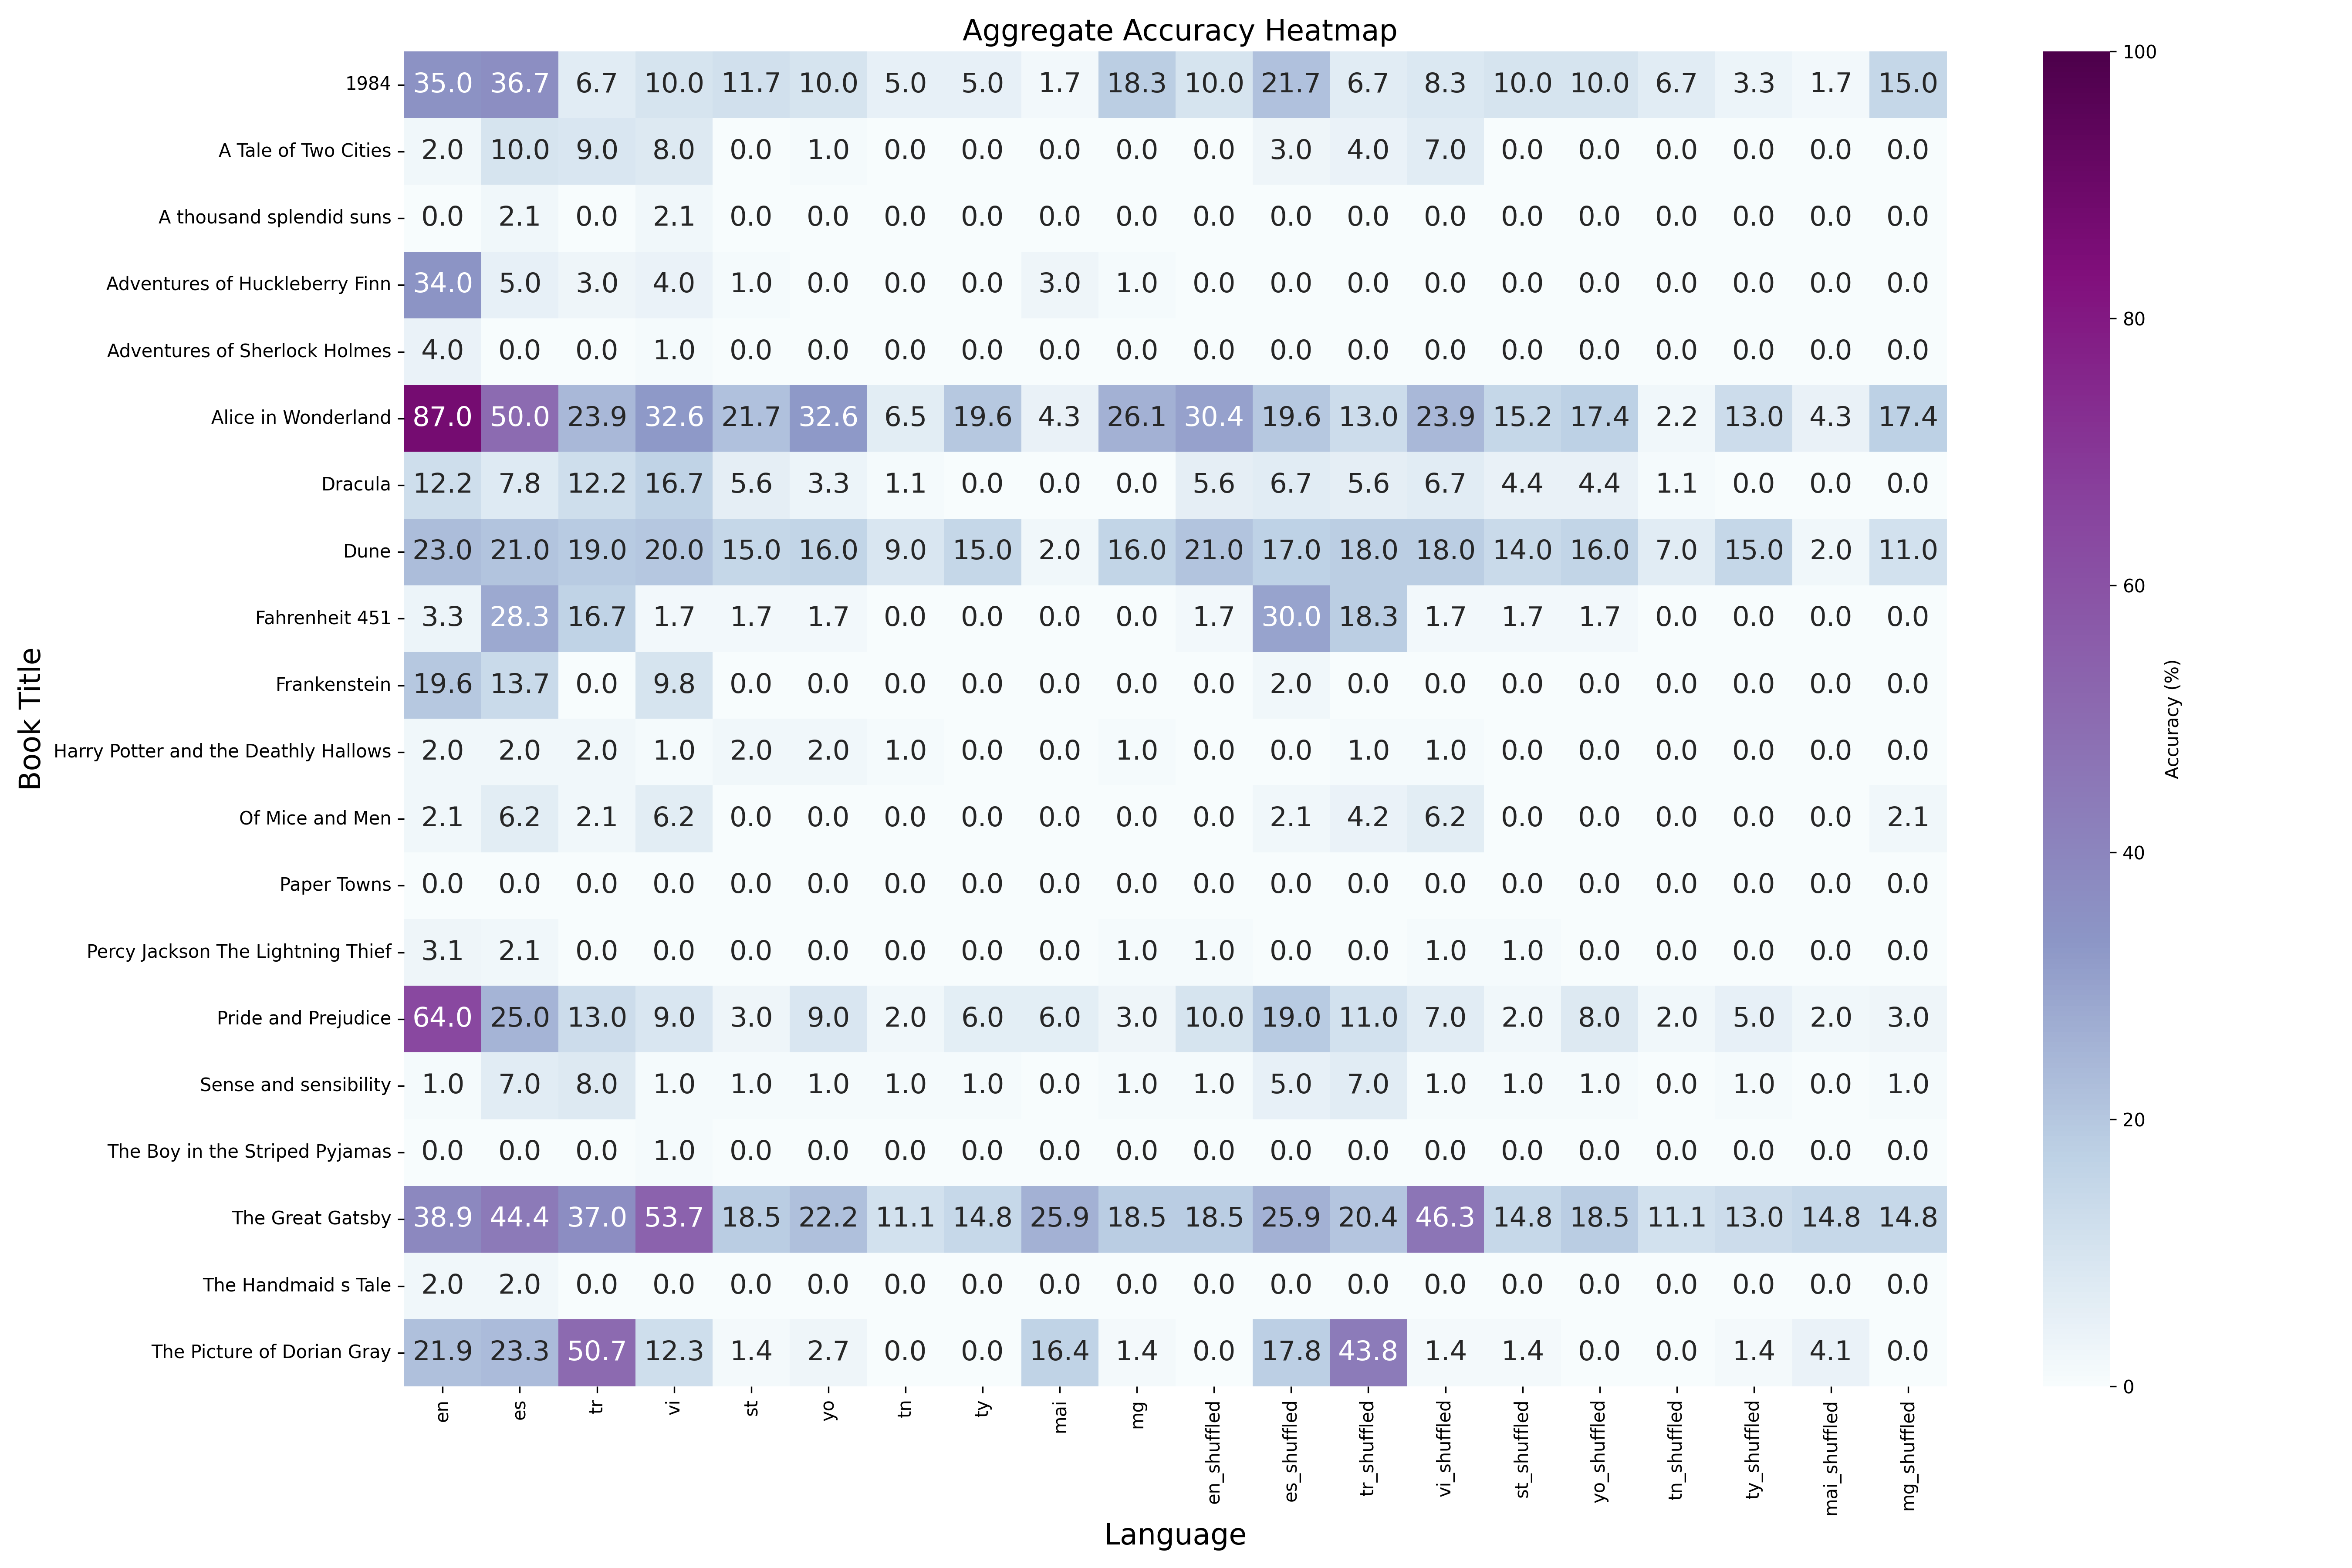 Aggregate Accuracy Heatmap
Book Title
1984 35.0 36.7 6.7 10.0 11.7 10.0 5.0 5.0 1.7 18.3 10.0 21.7 6.7 8.3 10.0 10.0 6.7 3.3 1.7 15.0
A Tale of Two Cities 2.0 10.0 9.0 8.0 0.0 1.0 0.0 0.0 0.0 0.0 0.0 3.0 4.0 7.0 0.0 0.0 0.0 0.0 0.0 0.0
A thousand splendid suns 0.0 2.1 0.0 2.1 0.0 0.0 0.0 0.0 0.0 0.0 0.0 0.0 0.0 0.0 0.0 0.0 0.0 0.0 0.0 0.0
Adventures of Huckleberry Finn 34.0 5.0 3.0 4.0 1.0 0.0 0.0 0.0 3.0 1.0 0.0 0.0 0.0 0.0 0.0 0.0 0.0 0.0 0.0 0.0
Adventures of Sherlock Holmes 4.0 0.0 0.0 1.0 0.0 0.0 0.0 0.0 0.0 0.0 0.0 0.0 0.0 0.0 0.0 0.0 0.0 0.0 0.0 0.0
Alice in Wonderland 87.0 50.0 23.9 32.6 21.7 32.6 6.5 19.6 4.3 26.1 30.4 19.6 13.0 23.9 15.2 17.4 2.2 13.0 4.3 17.4
Dracula 12.2 7.8 12.2 16.7 5.6 3.3 1.1 0.0 0.0 0.0 5.6 6.7 5.6 6.7 4.4 4.4 1.1 0.0 0.0 0.0
Dune 23.0 21.0 19.0 20.0 15.0 16.0 9.0 15.0 2.0 16.0 21.0 17.0 18.0 18.0 14.0 16.0 7.0 15.0 2.0 11.0
Fahrenheit 451 3.3 28.3 16.7 1.7 1.7 1.7 0.0 0.0 0.0 0.0 1.7 30.0 18.3 1.7 1.7 1.7 0.0 0.0 0.0 0.0
Frankenstein 19.6 13.7 0.0 9.8 0.0 0.0 0.0 0.0 0.0 0.0 0.0 2.0 0.0 0.0 0.0 0.0 0.0 0.0 0.0 0.0
Harry Potter and the Deathly Hallows 2.0 2.0 2.0 1.0 2.0 2.0 1.0 0.0 0.0 1.0 0.0 0.0 1.0 1.0 0.0 0.0 0.0 0.0 0.0 0.0
Of Mice and Men 2.1 6.2 2.1 6.2 0.0 0.0 0.0 0.0 0.0 0.0 0.0 2.1 4.2 6.2 0.0 0.0 0.0 0.0 0.0 2.1
Paper Towns 0.0 0.0 0.0 0.0 0.0 0.0 0.0 0.0 0.0 0.0 0.0 0.0 0.0 0.0 0.0 0.0 0.0 0.0 0.0 0.0
Percy Jackson The Lightning Thief 3.1 2.1 0.0 0.0 0.0 0.0 0.0 0.0 0.0 1.0 1.0 0.0 0.0 1.0 1.0 0.0 0.0 0.0 0.0 0.0
Pride and Prejudice 64.0 25.0 13.0 9.0 3.0 9.0 2.0 6.0 6.0 3.0 10.0 19.0 11.0 7.0 2.0 8.0 2.0 5.0 2.0 3.0
Sense and sensibility 1.0 7.0 8.0 1.0 1.0 1.0 1.0 1.0 0.0 1.0 1.0 5.0 7.0 1.0 1.0 1.0 0.0 1.0 0.0 1.0
The Boy in the Striped Pyjamas 0.0 0.0 0.0 1.0 0.0 0.0 0.0 0.0 0.0 0.0 0.0 0.0 0.0 0.0 0.0 0.0 0.0 0.0 0.0 0.0
The Great Gatsby 38.9 44.4 37.0 53.7 18.5 22.2 11.1 14.8 25.9 18.5 18.5 25.9 20.4 46.3 14.8 18.5 11.1 13.0 14.8 14.8
The Handmaid s Tale 2.0 2.0 0.0 0.0 0.0 0.0 0.0 0.0 0.0 0.0 0.0 0.0 0.0 0.0 0.0 0.0 0.0 0.0 0.0 0.0
The Picture of Dorian Gray 21.9 23.3 50.7 12.3 1.4 2.7 0.0 0.0 16.4 1.4 0.0 17.8 43.8 1.4 1.4 0.0 0.0 1.4 4.1 0.0
en es tr vi st yo tn ty mai mg en_shuffled es_shuffled tr_shuffled vi_shuffled st_shuffled yo_shuffled tn_shuffled ty_shuffled mai_shuffled mg_shuffled
Language
100
80
60
40
20
0
Accuracy (%)